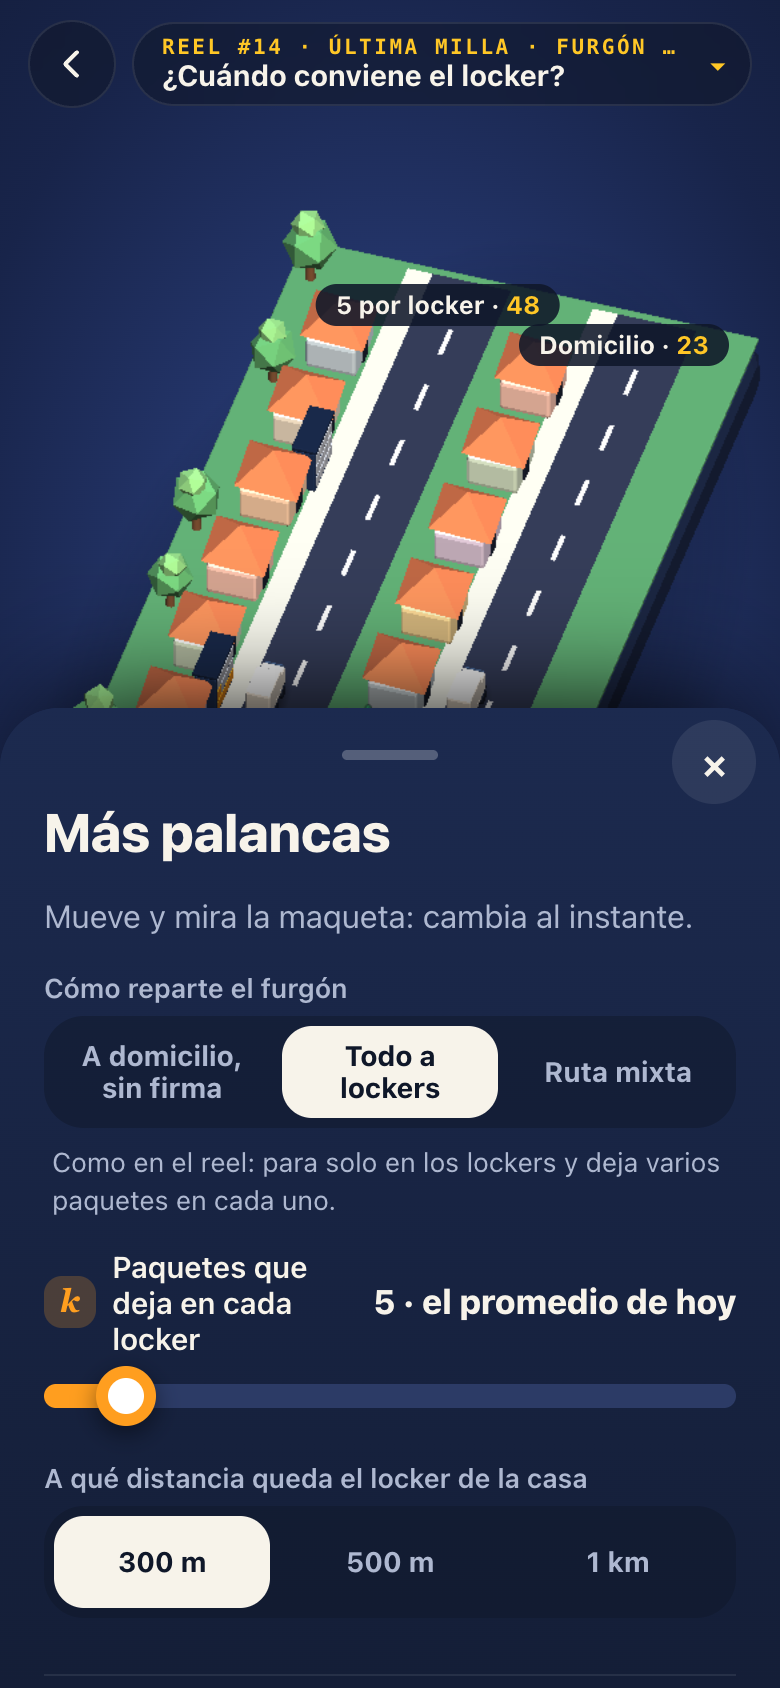 REEL #14 · ÚLTIMA MILLA · FURGÓN …
¿Cuándo conviene el locker?
5 por locker · 48
Domicilio · 23
Más palancas
Mueve y mira la maqueta: cambia al instante.
Cómo reparte el furgón
A domicilio,
sin firma
Todo a
lockers
Ruta mixta
Como en el reel: para solo en los lockers y deja varios
paquetes en cada uno.
k
Paquetes que
deja en cada
locker
5 · el promedio de hoy
A qué distancia queda el locker de la casa
300 m
500 m
1 km